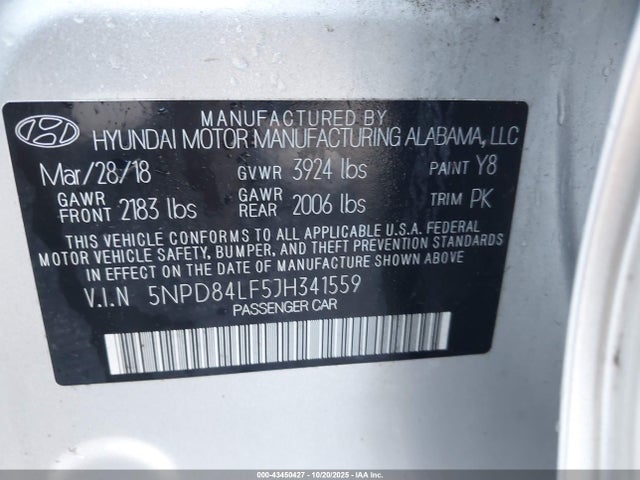 MANUFACTURED BY
HYUNDAI MOTOR MANUFACTURING ALABAMA, LLC
Mar/28/18 GVWR 3924 lbs PAINT Y8
GAWR FRONT 2183 lbs GAWR REAR 2006 lbs TRIM PK
THIS VEHICLE CONFORMS TO ALL APPLICABLE U.S.A. FEDERAL
MOTOR VEHICLE SAFETY, BUMPER, AND THEFT PREVENTION STANDARDS
IN EFFECT ON THE DATE OF MANUFACTURE SHOWN ABOVE.
V.I.N 5NPD84LF5JH341559
PASSENGER CAR
000-43450427 - 10/20/2025 - COPART